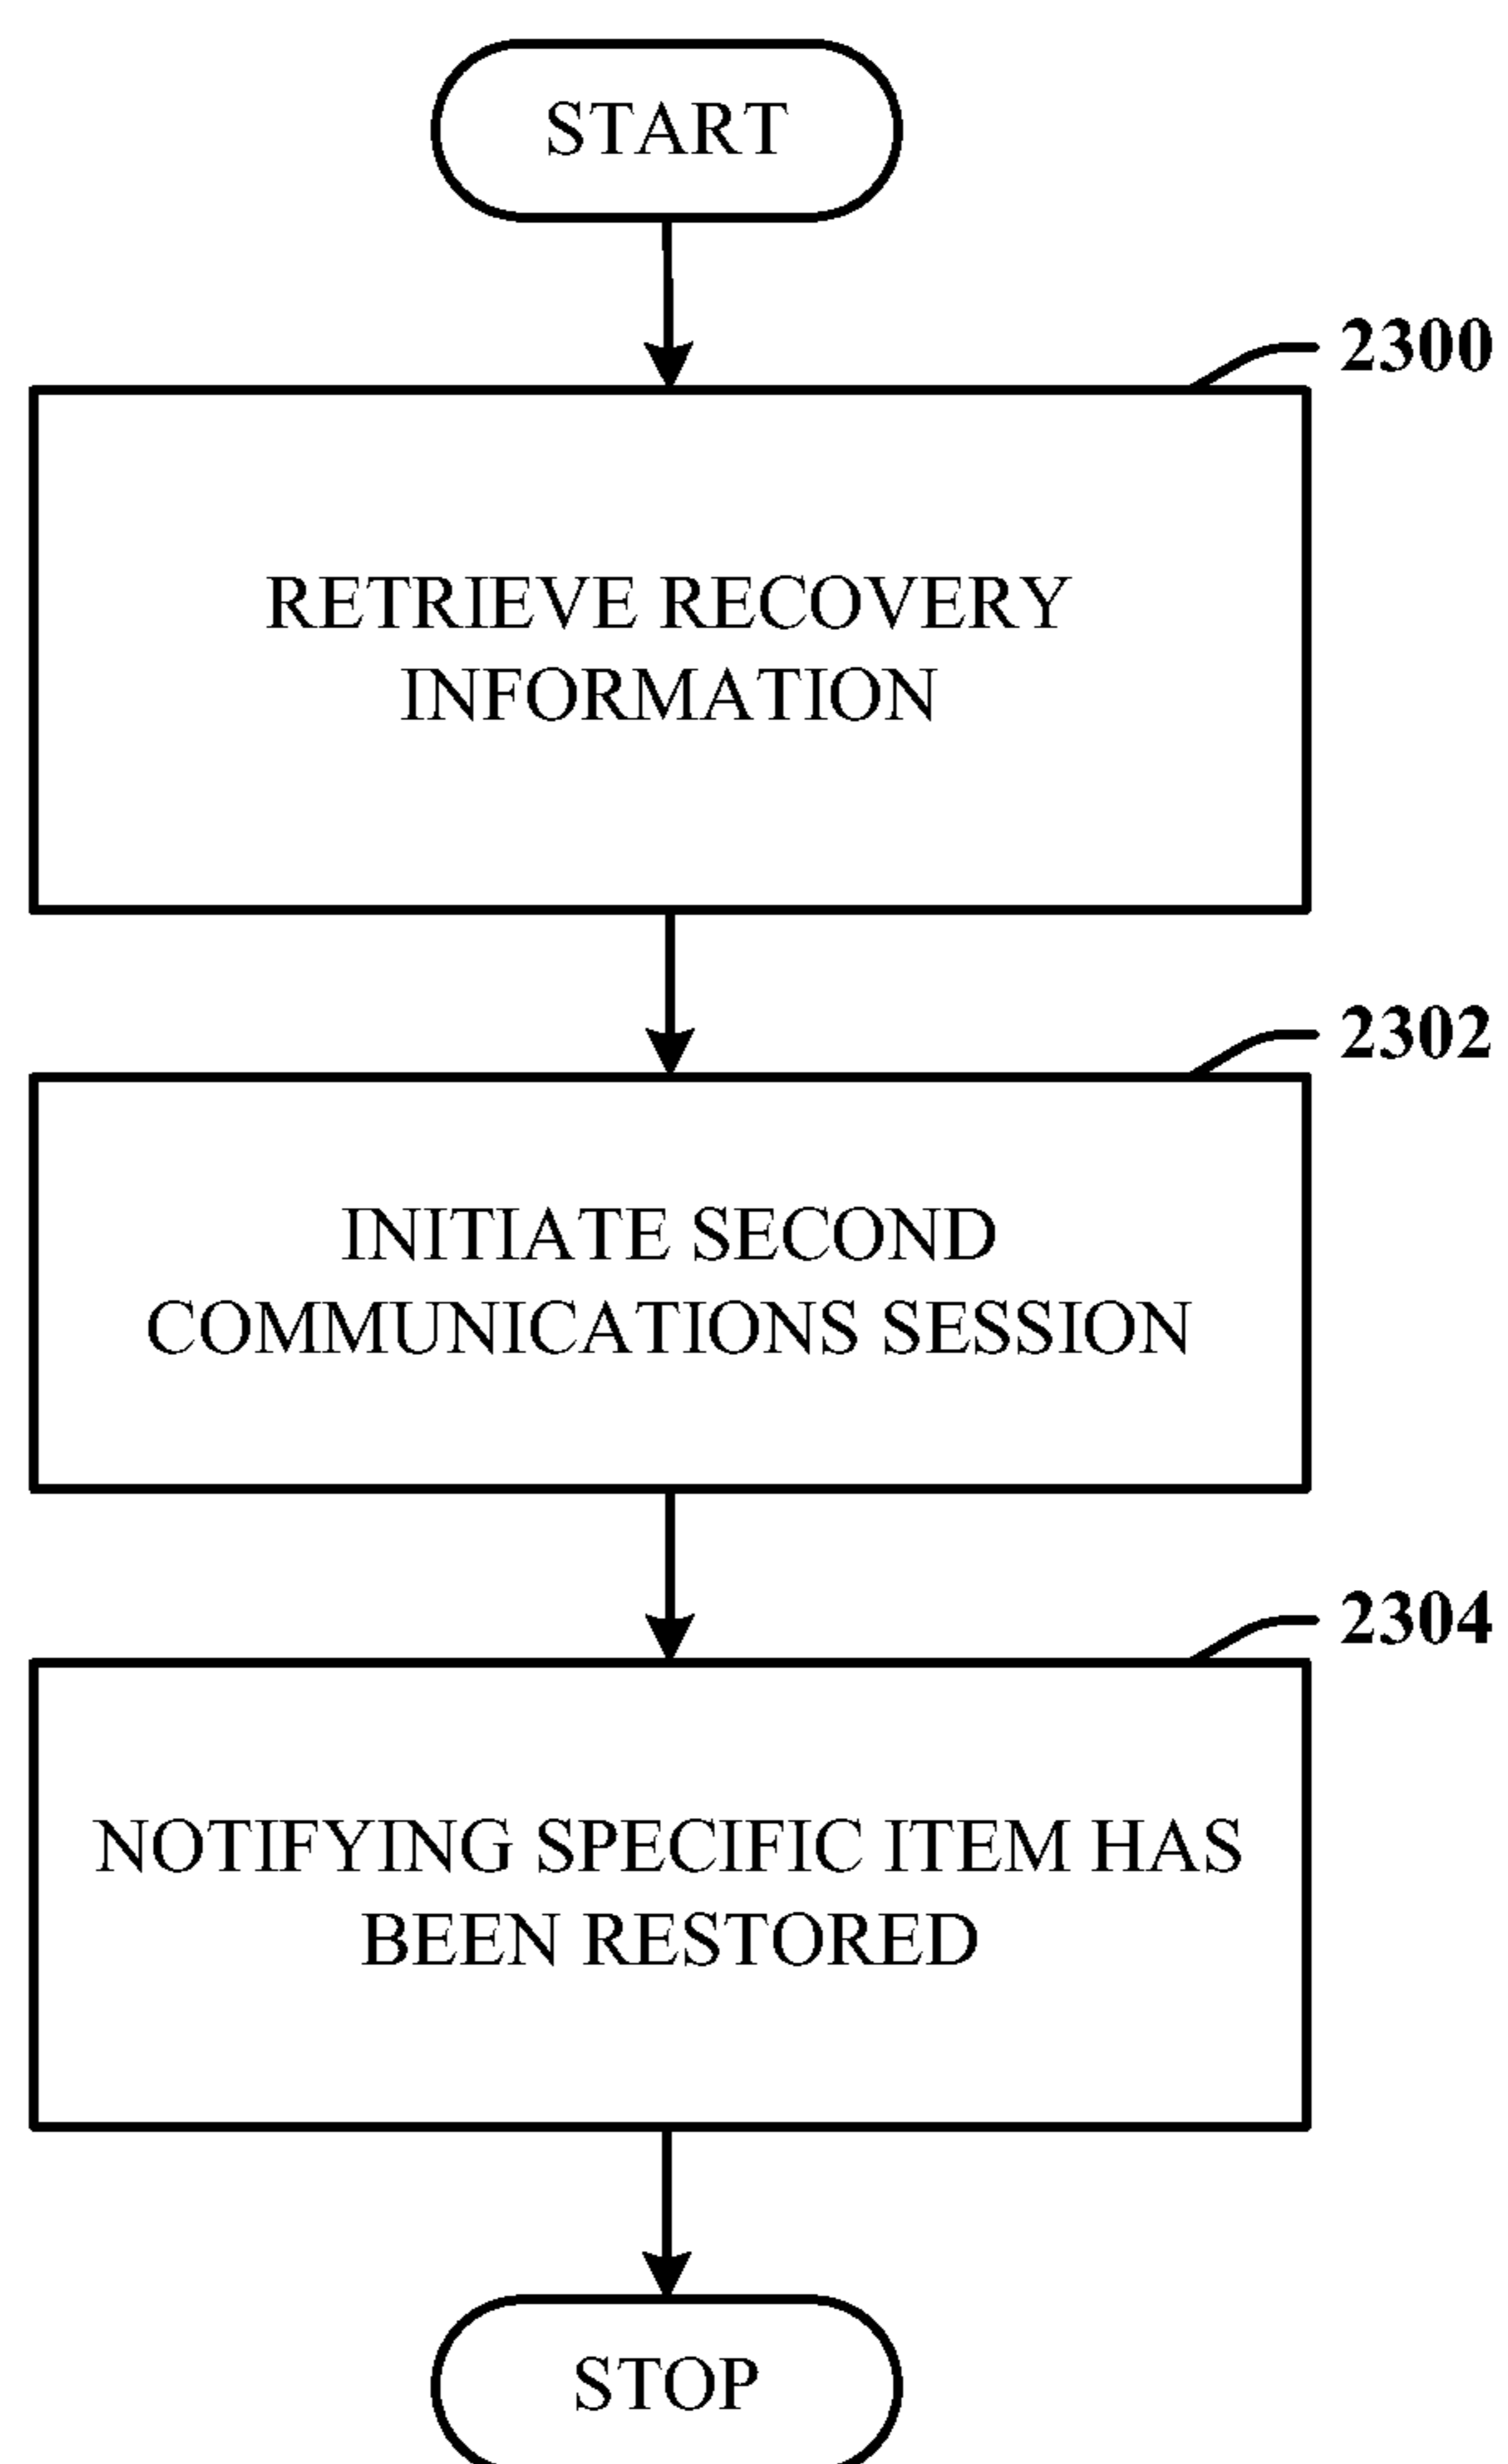 START
2300
RETRIEVE RECOVERY
INFORMATION
2302
INITIATE SECOND
COMMUNICATIONS SESSION
2304
NOTIFYING SPECIFIC ITEM HAS
BEEN RESTORED
STOP